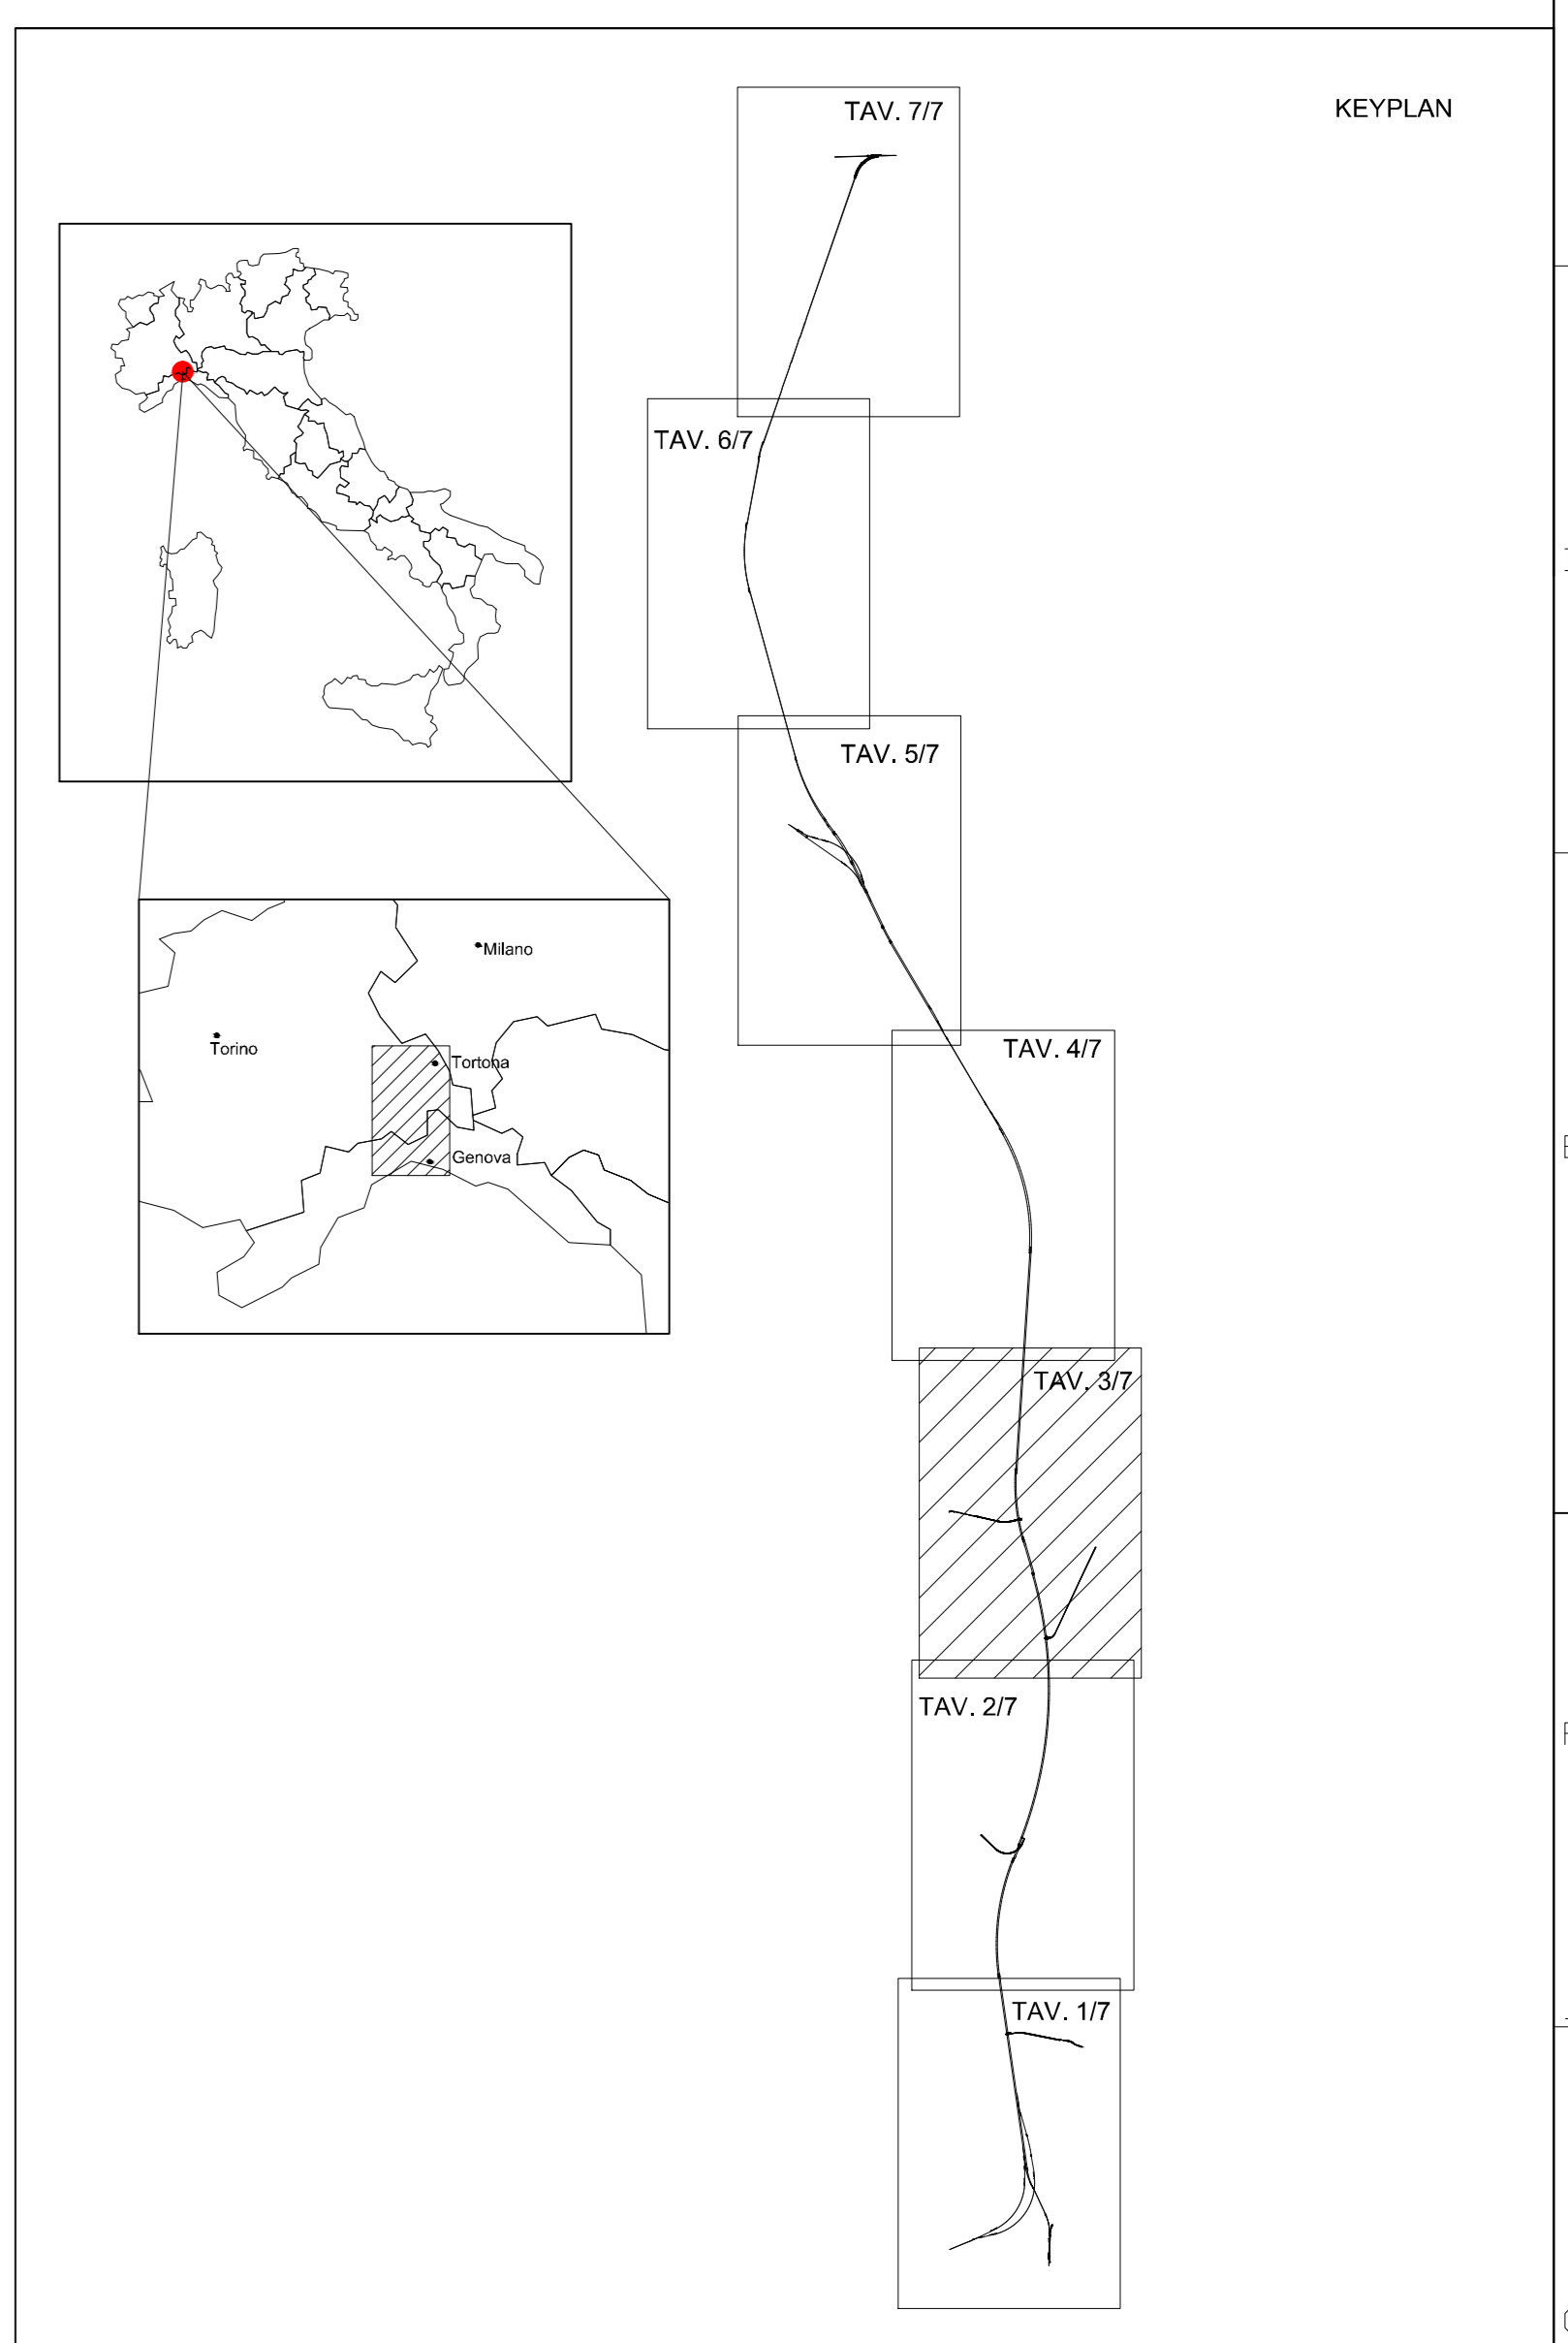 KEYPLAN
TAV. 7/7
TAV. 6/7
TAV. 5/7
Milano
Torino
Tortona
Genova
TAV. 4/7
TAV. 3/7
TAV. 2/7
TAV. 1/7